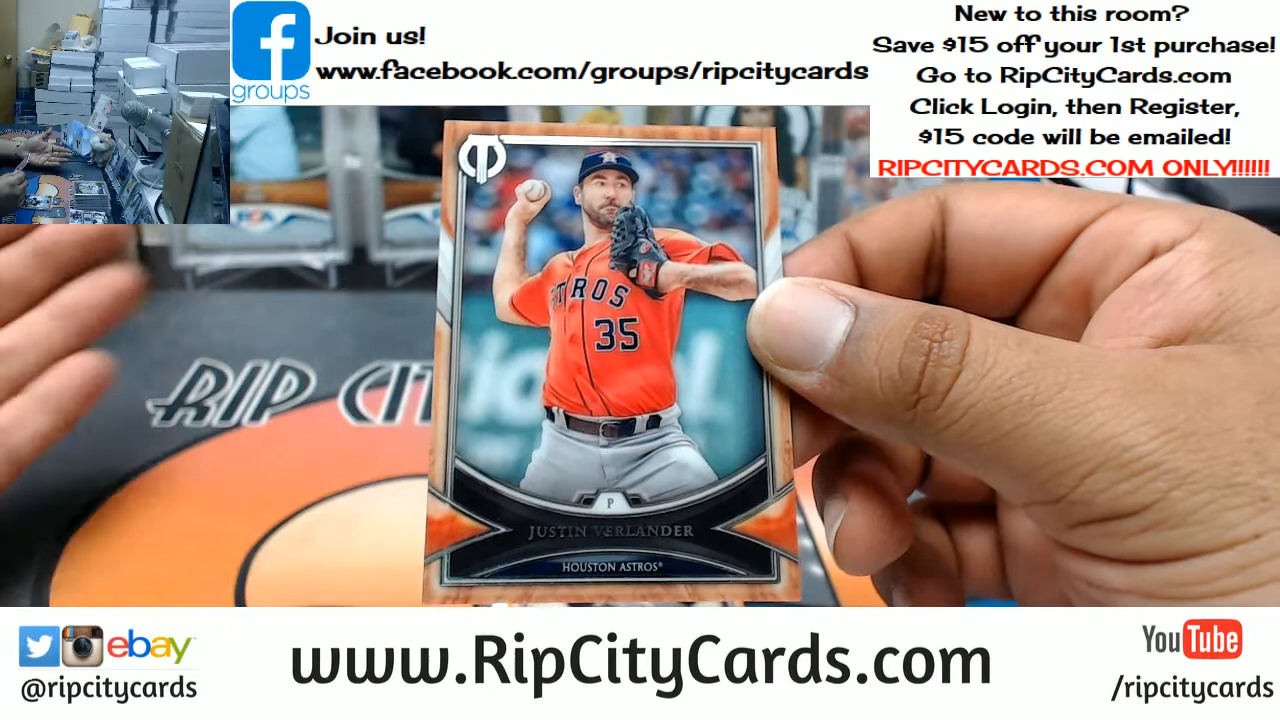 groups
Join us!
www.facebook.com/groups/ripcitycards
New to this room?
Save $15 off your 1st purchase!
Go to RipCityCards.com
Click Login, then Register,
$15 code will be emailed!
RIPCITYCARDS.COM ONLY!!!!!
RIP CIT
TROS
35
P
JUSTIN VERLANDER
HOUSTON ASTROS®
ebay™
@ripcitycards
www.RipCityCards.com
YouTube
/ripcitycards